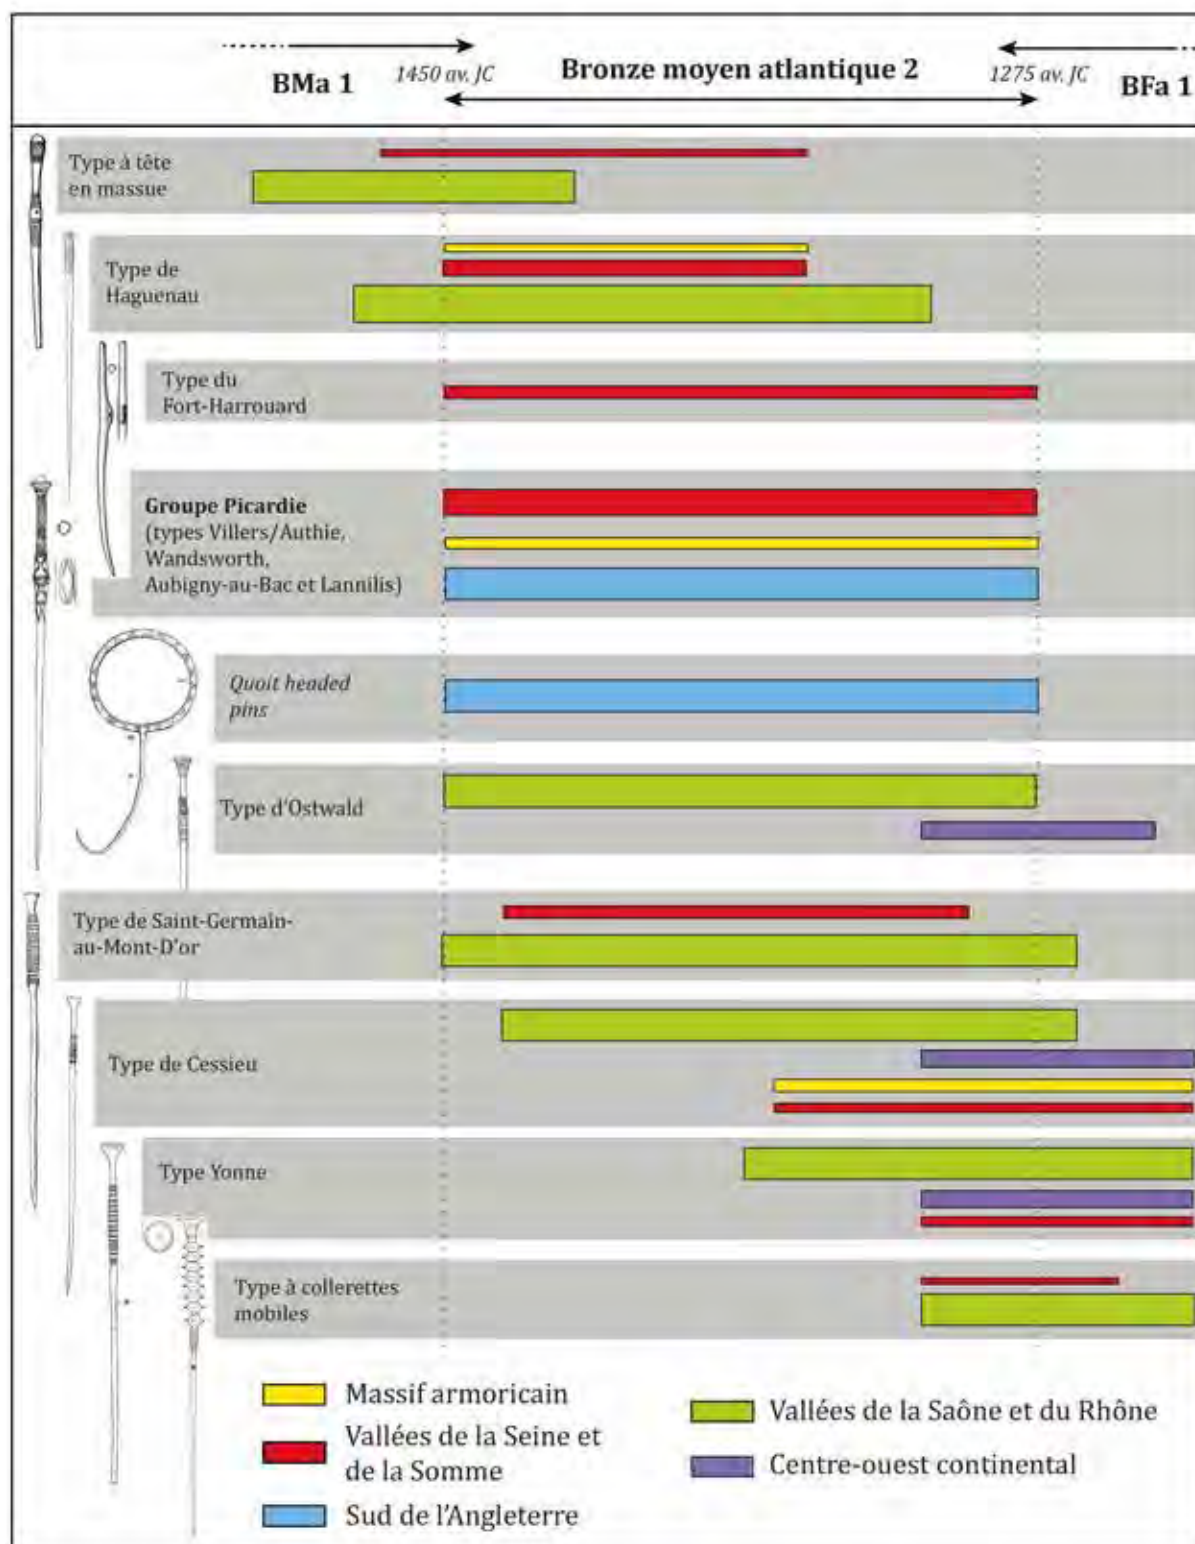 BMa 1
1450 av. JC
Bronze moyen atlantique 2
1275 av. JC
BFa 1
Type à tête
en massue
Type de
Haguenau
Type du
Fort-Harrouard
Groupe Picardie
(types Villers/Authie,
Wandsworth,
Aubigny-au-Bac et Lannilis)
Quoit headed
pins
Type d'Ostwald
Type de Saint-Germain-
au-Mont-D'or
Type de Cessieu
Type Yonne
Type à collerettes
mobiles
Massif armoricain
Vallées de la Seine et
de la Somme
Sud de l'Angleterre
Vallées de la Saône et du Rhône
Centre-ouest continental